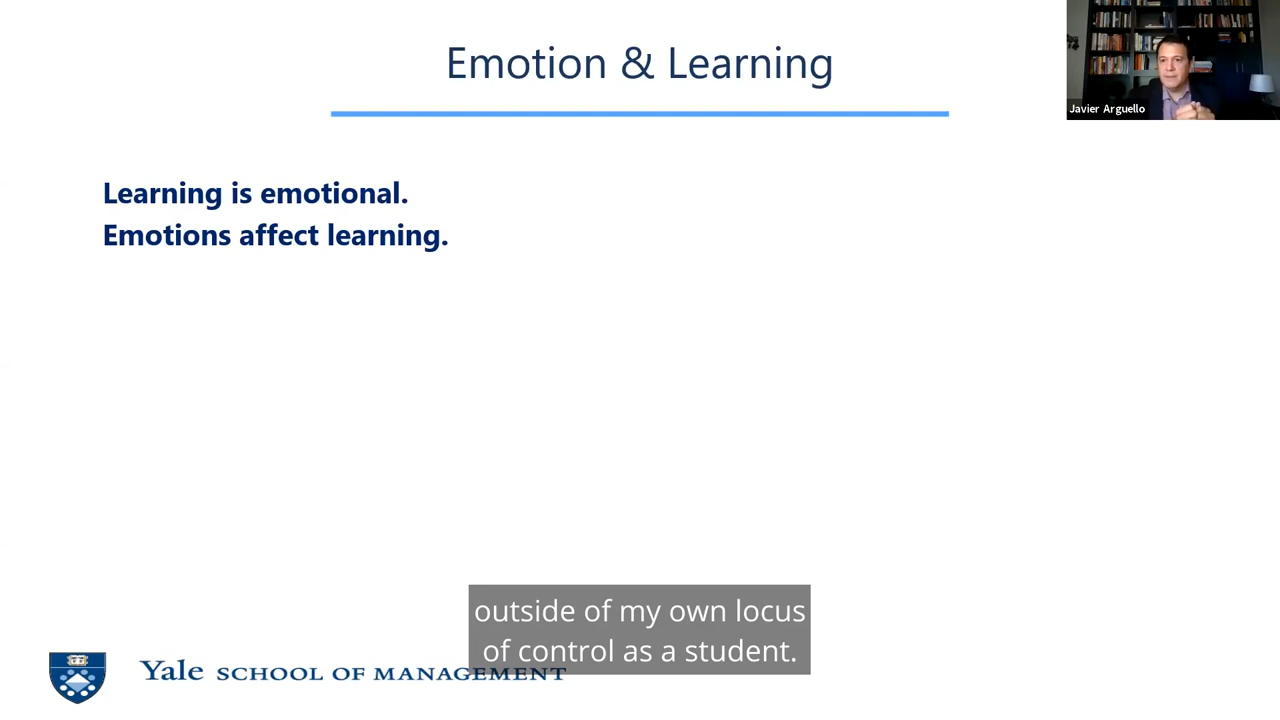 Emotion & Learning
Javier Arguello
Learning is emotional.
Emotions affect learning.
outside of my own locus
of control as a student.
Yale SCHOOL OF MANAGEMENT